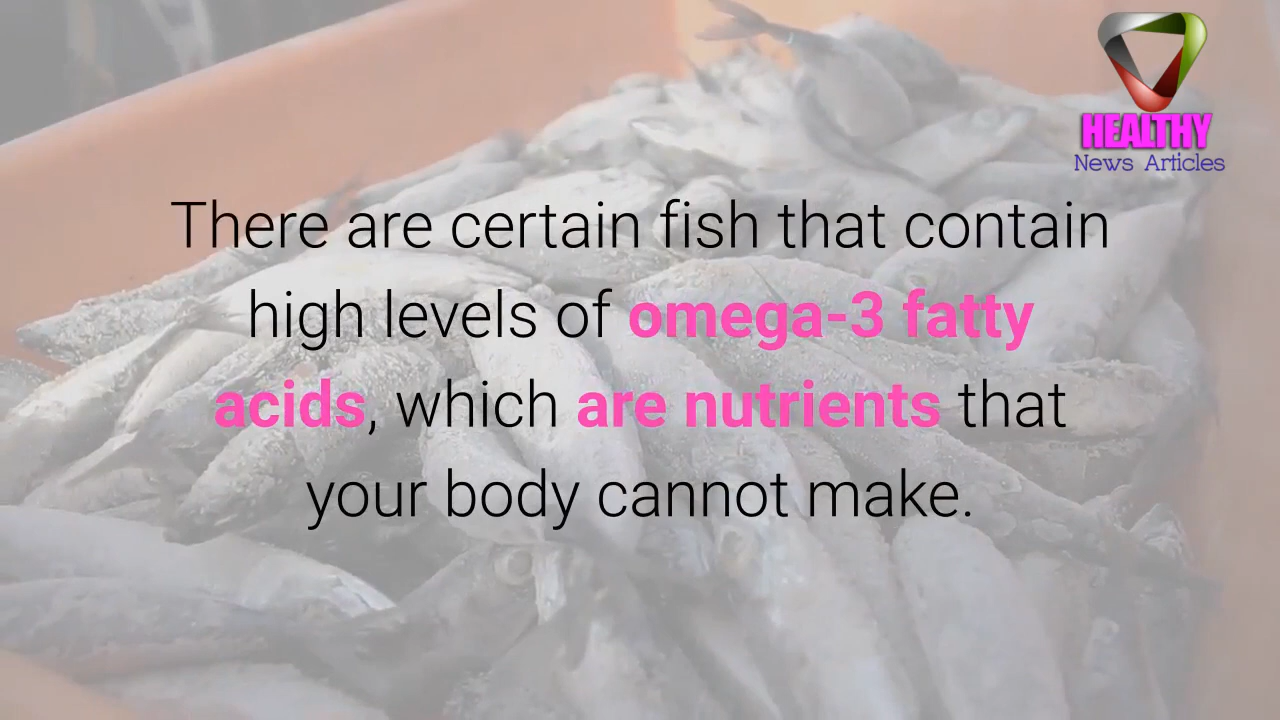 HEALTHY
News Articles
There are certain fish that contain
high levels of omega-3 fatty
acids, which are nutrients that
your body cannot make.